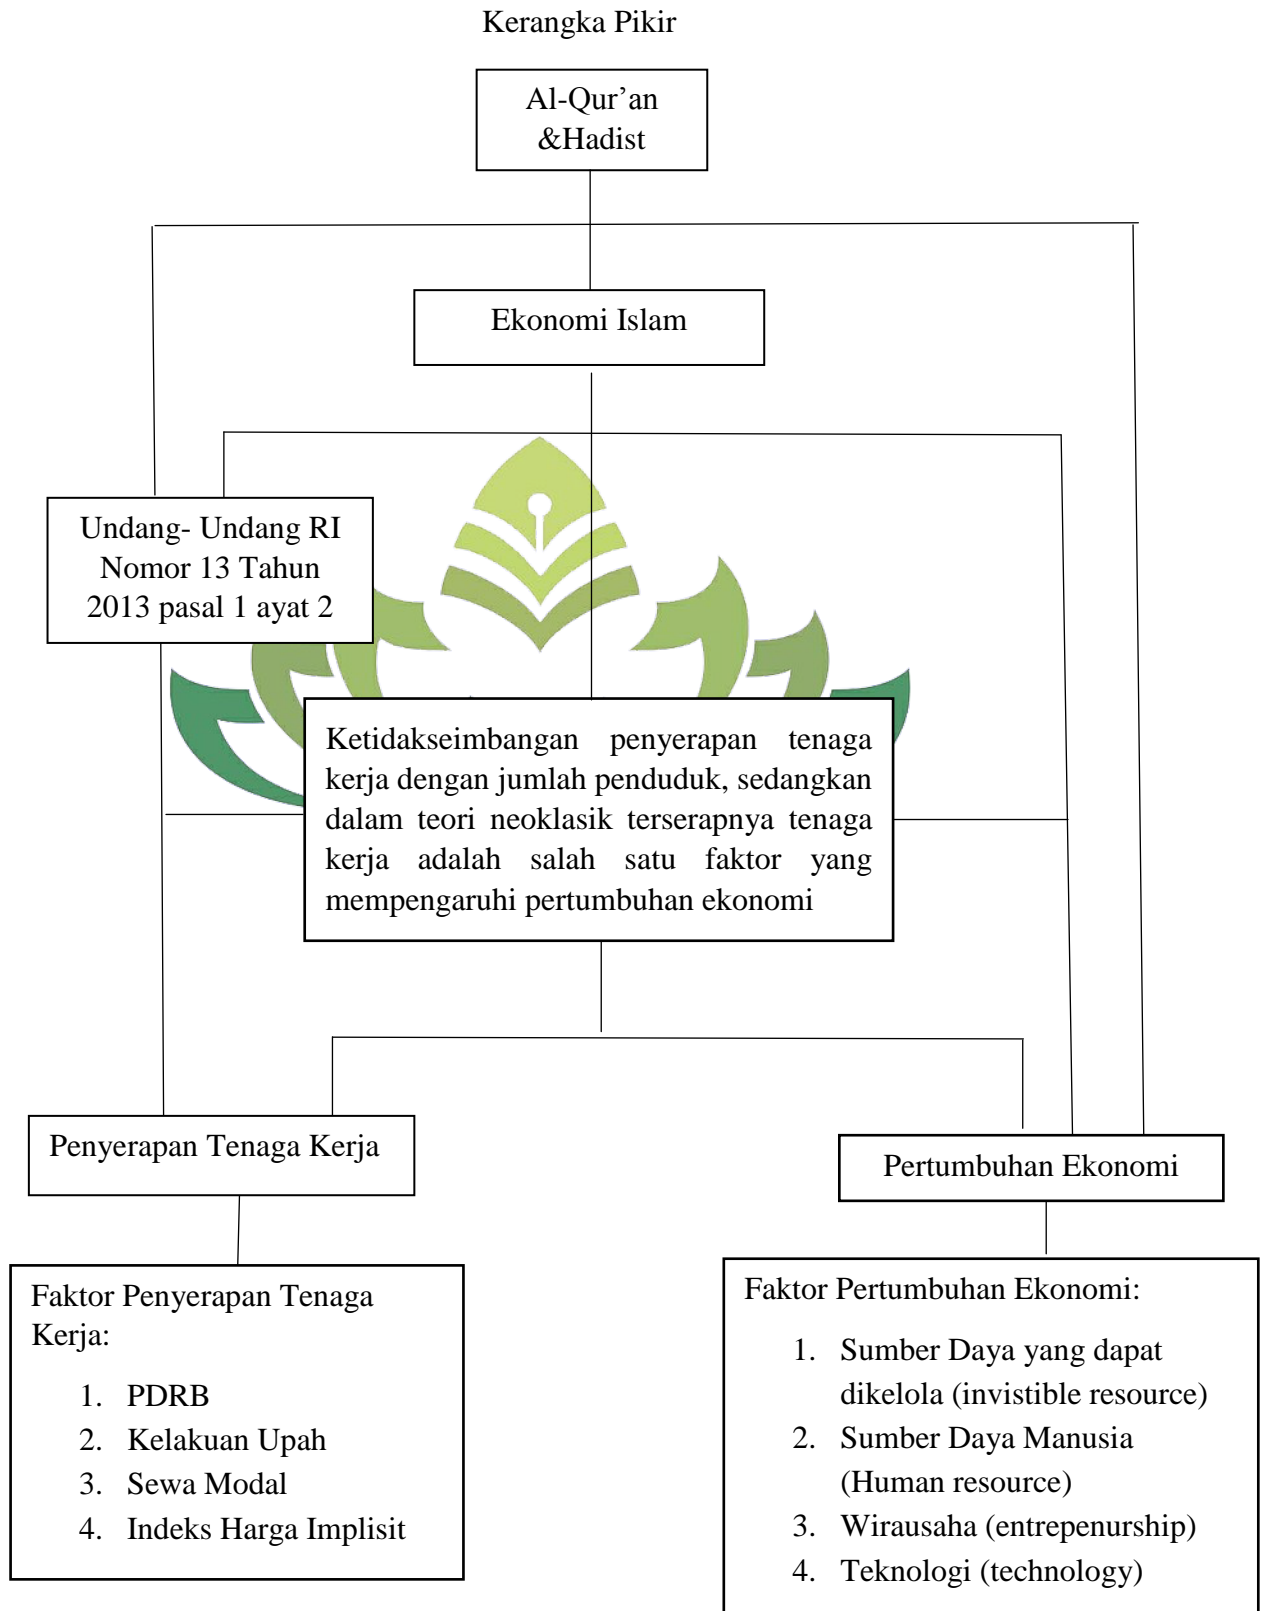 Kerangka Pikir
Al-Qur’an
&Hadist
Ekonomi Islam
Undang- Undang RI
Nomor 13 Tahun
2013 pasal 1 ayat 2
Ketidakseimbangan penyerapan tenaga
kerja dengan jumlah penduduk, sedangkan
dalam teori neoklasik terserapnya tenaga
kerja adalah salah satu faktor yang
mempengaruhi pertumbuhan ekonomi
Penyerapan Tenaga Kerja
Pertumbuhan Ekonomi
Faktor Penyerapan Tenaga
Kerja:
1. PDRB
2. Kelakuan Upah
3. Sewa Modal
4. Indeks Harga Implisit
Faktor Pertumbuhan Ekonomi:
1. Sumber Daya yang dapat
dikelola (invistible resource)
2. Sumber Daya Manusia
(Human resource)
3. Wirausaha (entrepenurship)
4. Teknologi (technology)